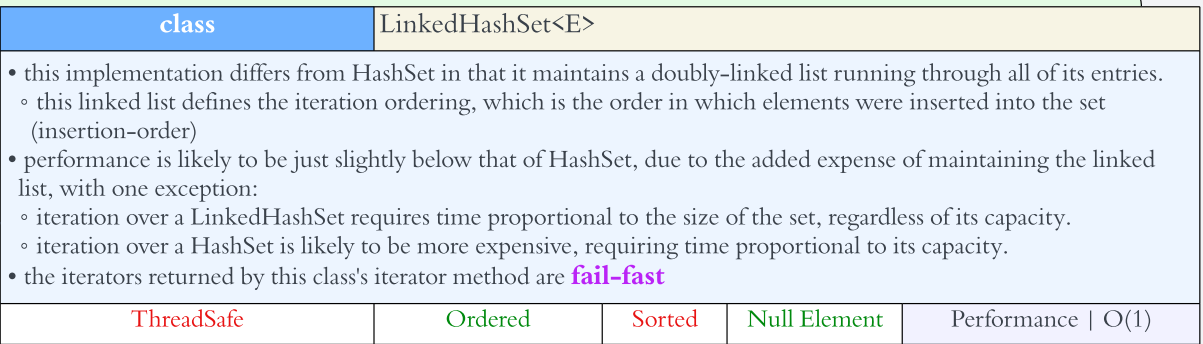 class LinkedHashSet<E>
• this implementation differs from HashSet in that it maintains a doubly-linked list running through all of its entries.
◦ this linked list defines the iteration ordering, which is the order in which elements were inserted into the set
(insertion-order)
• performance is likely to be just slightly below that of HashSet, due to the added expense of maintaining the linked
list, with one exception:
◦ iteration over a LinkedHashSet requires time proportional to the size of the set, regardless of its capacity.
◦ iteration over a HashSet is likely to be more expensive, requiring time proportional to its capacity.
• the iterators returned by this class's iterator method are fail-fast
ThreadSafe Ordered Sorted Null Element Performance | O(1)